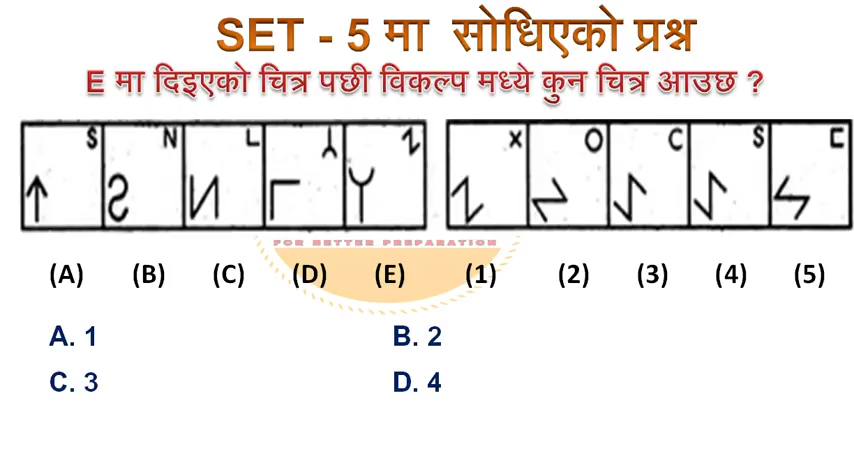 SET - 5 मा सोधिएको प्रश्न
E मा दिइएको चित्र पछी विकल्प मध्ये कुन चित्र आउछ ?
S N L X O C S
FOR BETTER PREPARATION
(A) (B) (C) (D) (E) (1) (2) (3) (4) (5)
A. 1 B. 2
C. 3 D. 4